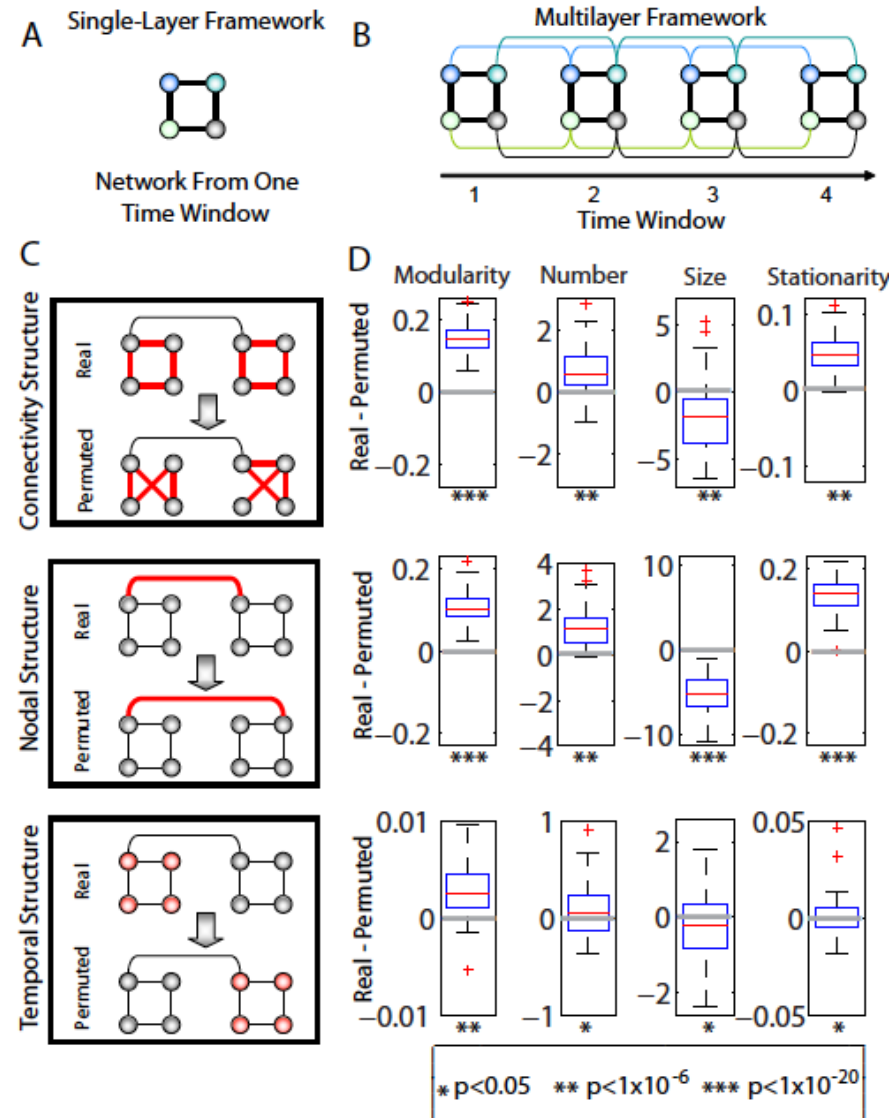 A
Single-Layer Framework
Network From One
Time Window
B
Multilayer Framework
1 2 3 4
Time Window
C
Connectivity Structure
Real
Permuted
Nodal Structure
Real
Permuted
Temporal Structure
Real
Permuted
D
Modularity Number Size Stationarity
Real - Permuted
0.2
0
−0.2
***
2
0
−2
**
5
0
−5
**
0.1
0
−0.1
**
Real - Permuted
0.2
0
−0.2
***
4
2
0
−2
−4
**
10
0
−10
***
0.2
0
−0.2
***
Real - Permuted
0.01
0
−0.01
**
1
0
−1
*
2
0
−2
*
0.05
0
−0.05
*
* p<0.05 ** p<1x10⁻⁶ *** p<1x10⁻²⁰